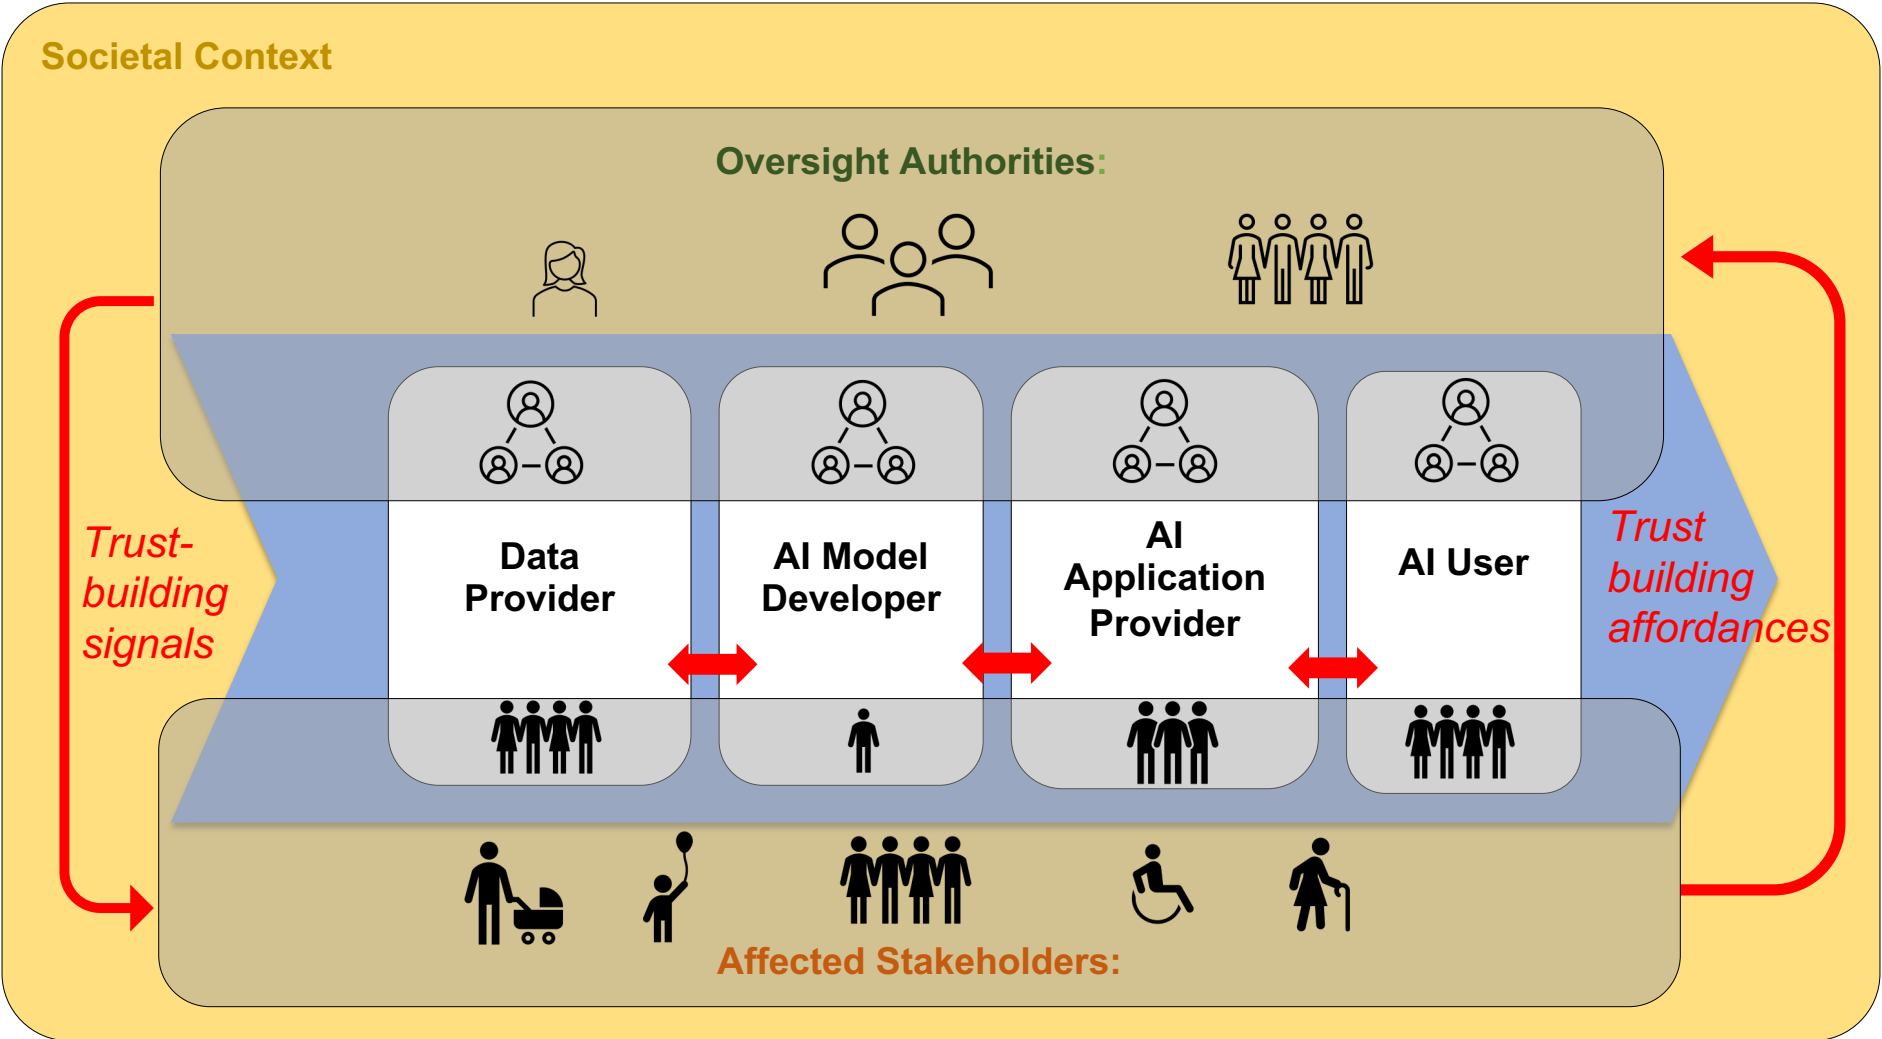 Societal Context
Oversight Authorities:
Trust-
building
signals
Data
Provider
AI Model
Developer
AI
Application
Provider
AI User
Trust
building
affordances
Affected Stakeholders: